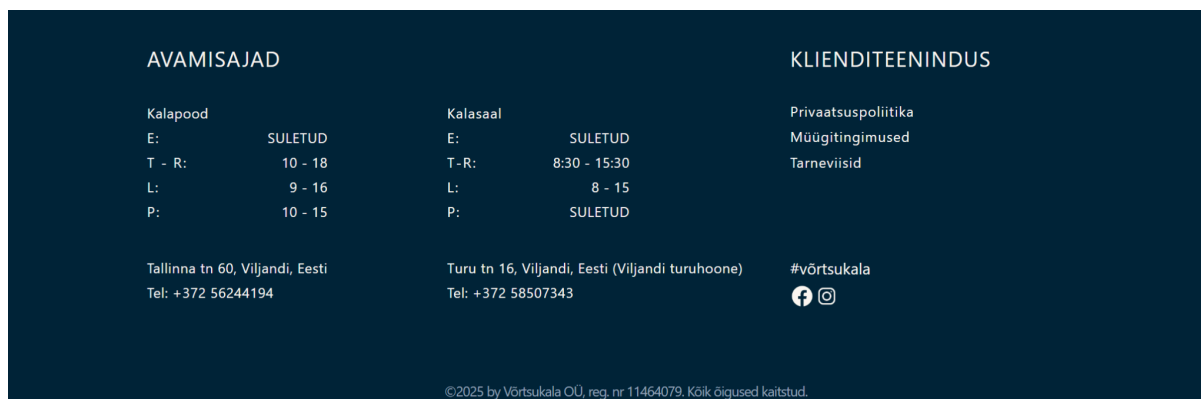 AVAMISAJAD
Kalapood
E: SULETUD
T - R: 10 - 18
L: 9 - 16
P: 10 - 15
Tallinna tn 60, Viljandi, Eesti
Tel: +372 56244194
Kalasaal
E: SULETUD
T-R: 8:30 - 15:30
L: 8 - 15
P: SULETUD
Turu tn 16, Viljandi, Eesti (Viljandi turuhoone)
Tel: +372 58507343
KLIENDITEENINDUS
Privaatsuspoliitika
Müügitingimused
Tarneviisid
#võrtsukala
©2025 by Võrtsukala OÜ, reg. nr 11464079. Kõik õigused kaitstud.